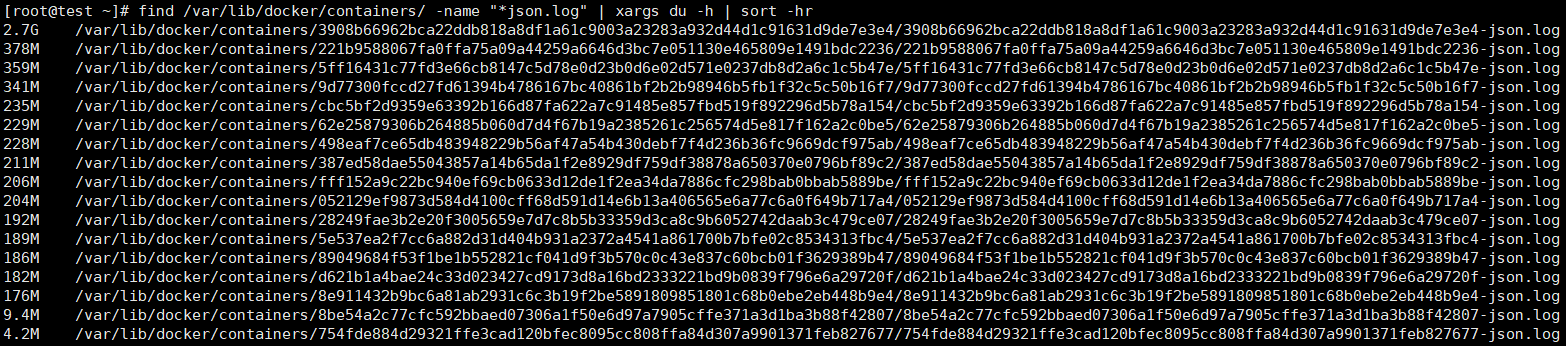 [root@test ~]# find /var/lib/docker/containers/ -name "*json.log" | xargs du -h | sort -hr
2.7G /var/lib/docker/containers/3908b66962bca22ddb818a8df1a61c9003a23283a932d44d1c91631d9de7e3e4/3908b66962bca22ddb818a8df1a61c9003a23283a932d44d1c91631d9de7e3e4-json.log
378M /var/lib/docker/containers/221b9588067fa0ffa75a09a44259a6646d3bc7e051130e465809e1491bdc2236/221b9588067fa0ffa75a09a44259a6646d3bc7e051130e465809e1491bdc2236-json.log
359M /var/lib/docker/containers/5ff16431c77fd3e66cb8147c5d78e0d23b0d6e02d571e0237db8d2a6c1c5b47e/5ff16431c77fd3e66cb8147c5d78e0d23b0d6e02d571e0237db8d2a6c1c5b47e-json.log
341M /var/lib/docker/containers/9d77300fccd27fd61394b4786167bc40861bf2b2b98946b5fb1f32c5c50b16f7/9d77300fccd27fd61394b4786167bc40861bf2b2b98946b5fb1f32c5c50b16f7-json.log
235M /var/lib/docker/containers/cbc5bf2d9359e63392b166d87fa622a7c91485e857fbd519f892296d5b78a154/cbc5bf2d9359e63392b166d87fa622a7c91485e857fbd519f892296d5b78a154-json.log
229M /var/lib/docker/containers/62e25879306b264885b060d7d4f67b19a2385261c256574d5e817f162a2c0be5/62e25879306b264885b060d7d4f67b19a2385261c256574d5e817f162a2c0be5-json.log
228M /var/lib/docker/containers/498eaf7ce65db483948229b56af47a54b430debf7f4d236b36fc9669dcf975ab/498eaf7ce65db483948229b56af47a54b430debf7f4d236b36fc9669dcf975ab-json.log
211M /var/lib/docker/containers/387ed58dae55043857a14b65da1f2e8929df759df38878a650370e0796bf89c2/387ed58dae55043857a14b65da1f2e8929df759df38878a650370e0796bf89c2-json.log
206M /var/lib/docker/containers/fff152a9c22bc940ef69cb0633d12de1f2ea34da7886cfc298bab0bbab5889be/fff152a9c22bc940ef69cb0633d12de1f2ea34da7886cfc298bab0bbab5889be-json.log
204M /var/lib/docker/containers/052129ef9873d584d4100cff68d591d14e6b13a406565e6a77c6a0f649b717a4/052129ef9873d584d4100cff68d591d14e6b13a406565e6a77c6a0f649b717a4-json.log
192M /var/lib/docker/containers/28249fae3b2e20f3005659e7d7c8b5b33359d3ca8c9b6052742daab3c479ce07/28249fae3b2e20f3005659e7d7c8b5b33359d3ca8c9b6052742daab3c479ce07-json.log
189M /var/lib/docker/containers/5e537ea2f7cc6a882d31d404b931a2372a4541a861700b7bfe02c8534313fbc4/5e537ea2f7cc6a882d31d404b931a2372a4541a861700b7bfe02c8534313fbc4-json.log
186M /var/lib/docker/containers/89049684f53f1be1b552821cf041d9f3b570c0c43e837c60bcb01f3629389b47/89049684f53f1be1b552821cf041d9f3b570c0c43e837c60bcb01f3629389b47-json.log
182M /var/lib/docker/containers/d621b1a4bae24c33d023427cd9173d8a16bd2333221bd9b0839f796e6a29720f/d621b1a4bae24c33d023427cd9173d8a16bd2333221bd9b0839f796e6a29720f-json.log
176M /var/lib/docker/containers/8e911432b9bc6a81ab2931c6c3b19f2be5891809851801c68b0ebe2eb448b9e4/8e911432b9bc6a81ab2931c6c3b19f2be5891809851801c68b0ebe2eb448b9e4-json.log
9.4M /var/lib/docker/containers/8be54a2c77cfc592bbaed07306a1f50e6d97a7905cffe371a3d1ba3b88f42807/8be54a2c77cfc592bbaed07306a1f50e6d97a7905cffe371a3d1ba3b88f42807-json.log
4.2M /var/lib/docker/containers/754fde884d29321ffe3cad120bfec8095cc808ffa84d307a9901371feb827677/754fde884d29321ffe3cad120bfec8095cc808ffa84d307a9901371feb827677-json.log